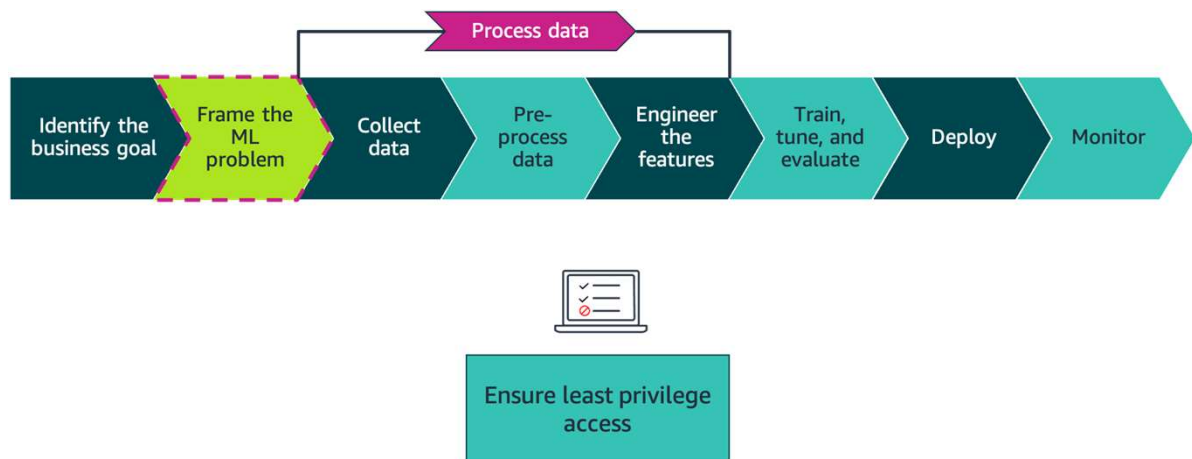 Process data
Identify the
business goal
Frame the
ML
problem
Collect
data
Pre-
process
data
Engineer
the
features
Train,
tune, and
evaluate
Deploy
Monitor
Ensure least privilege
access